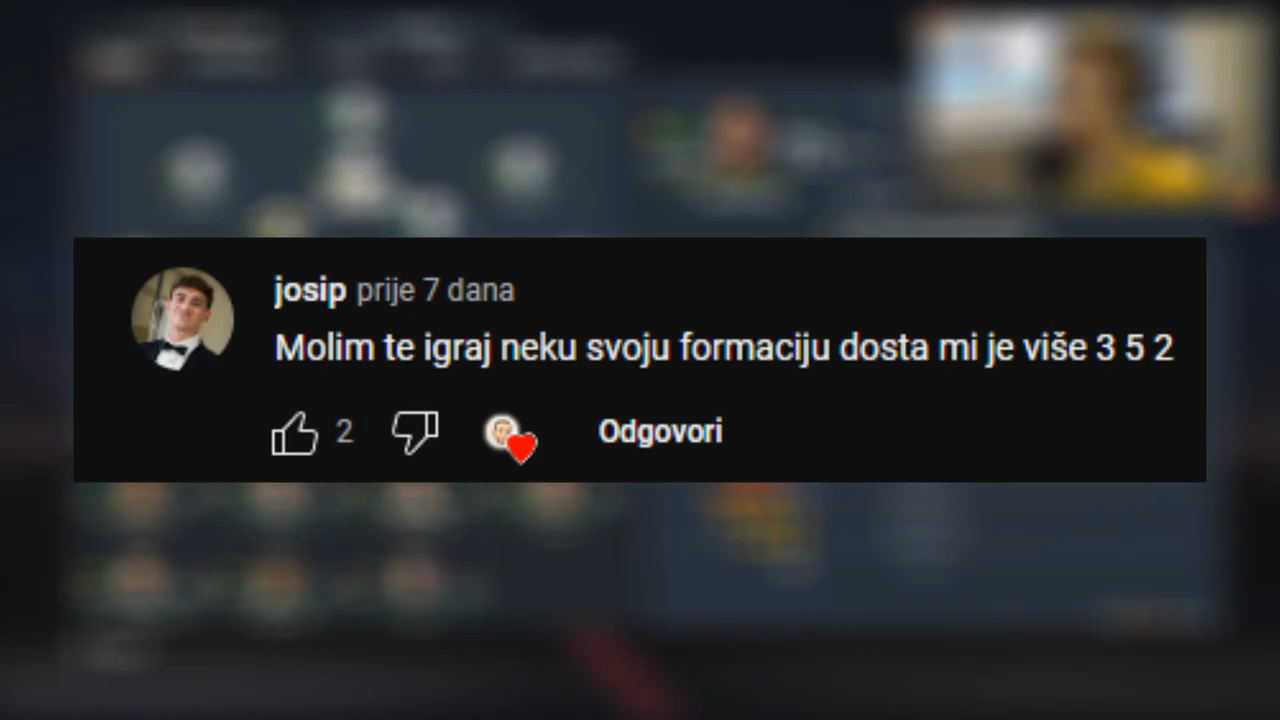 josip prije 7 dana
Molim te igraj neku svoju formaciju dosta mi je više 3 5 2
2
Odgovori